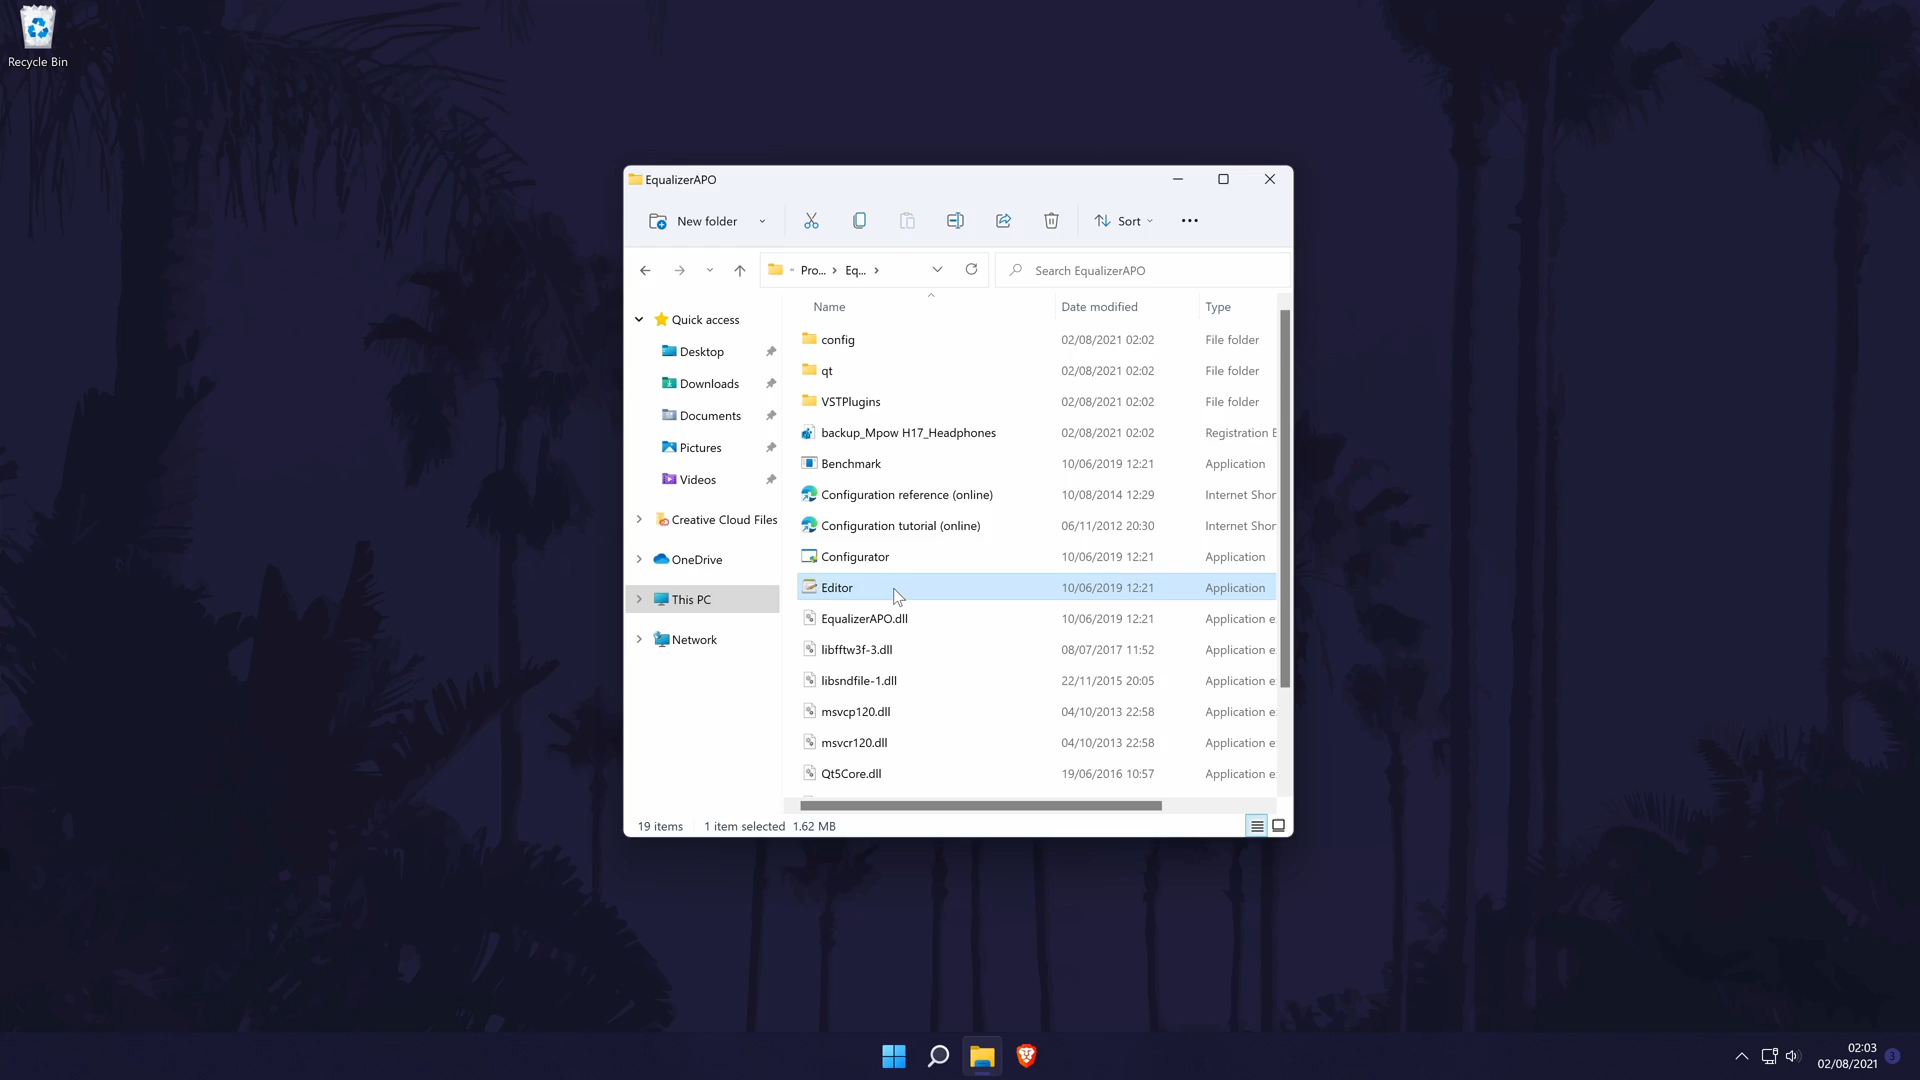 Recycle Bin
EqualizerAPO
New folder
Sort
Pro... Eq...
Search EqualizerAPO
Name Date modified Type
Quick access
Desktop
Downloads
Documents
Pictures
Videos
Creative Cloud Files
OneDrive
This PC
Network
config 02/08/2021 02:02 File folder
qt 02/08/2021 02:02 File folder
VSTPlugins 02/08/2021 02:02 File folder
backup_Mpow H17_Headphones 02/08/2021 02:02 Registration E
Benchmark 10/06/2019 12:21 Application
Configuration reference (online) 10/08/2014 12:29 Internet Shor
Configuration tutorial (online) 06/11/2012 20:30 Internet Shor
Configurator 10/06/2019 12:21 Application
Editor 10/06/2019 12:21 Application
EqualizerAPO.dll 10/06/2019 12:21 Application e
libfftw3f-3.dll 08/07/2017 11:52 Application e
libsndfile-1.dll 22/11/2015 20:05 Application e
msvcp120.dll 04/10/2013 22:58 Application e
msvcr120.dll 04/10/2013 22:58 Application e
Qt5Core.dll 19/06/2016 10:57 Application e
19 items 1 item selected 1.62 MB
02:03
02/08/2021
3